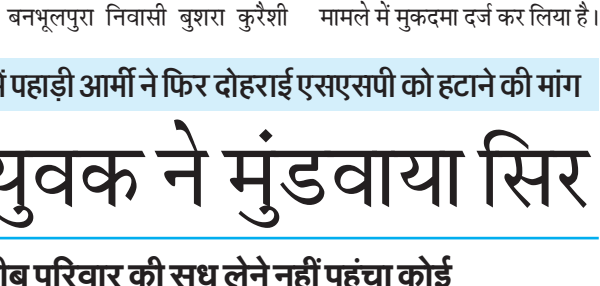 बनभूलपुरा निवासी बुशरा कुरैशी मामले में मुकदमा दर्ज कर लिया है।
में पहाड़ी आर्मी ने फिर दोहराई एसएसपी को हटाने की मांग
युवक ने मुंडवाया सिर
परिवार की सुध लेने नहीं पहुंचा कोई